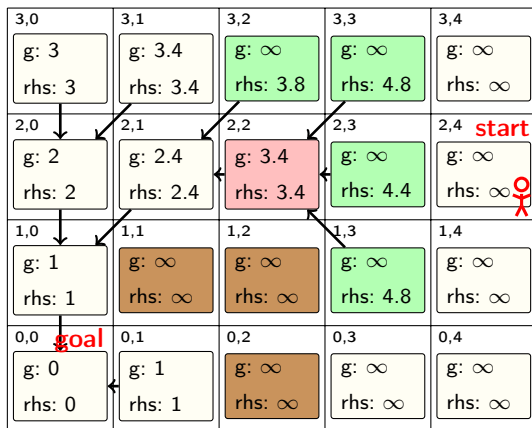 3,0 3,1 3,2 3,3 3,4
g: 3 g: 3.4 g: ∞ g: ∞ g: ∞
rhs: 3 rhs: 3.4 rhs: 3.8 rhs: 4.8 rhs: ∞
2,0 2,1 2,2 2,3 2,4 start
g: 2 g: 2.4 g: 3.4 g: ∞ g: ∞
rhs: 2 rhs: 2.4 rhs: 3.4 rhs: 4.4 rhs: ∞
1,0 1,1 1,2 1,3 1,4
g: 1 g: ∞ g: ∞ g: ∞ g: ∞
rhs: 1 rhs: ∞ rhs: ∞ rhs: 4.8 rhs: ∞
0,0 goal 0,1 0,2 0,3 0,4
g: 0 g: 1 g: ∞ g: ∞ g: ∞
rhs: 0 rhs: 1 rhs: ∞ rhs: ∞ rhs: ∞